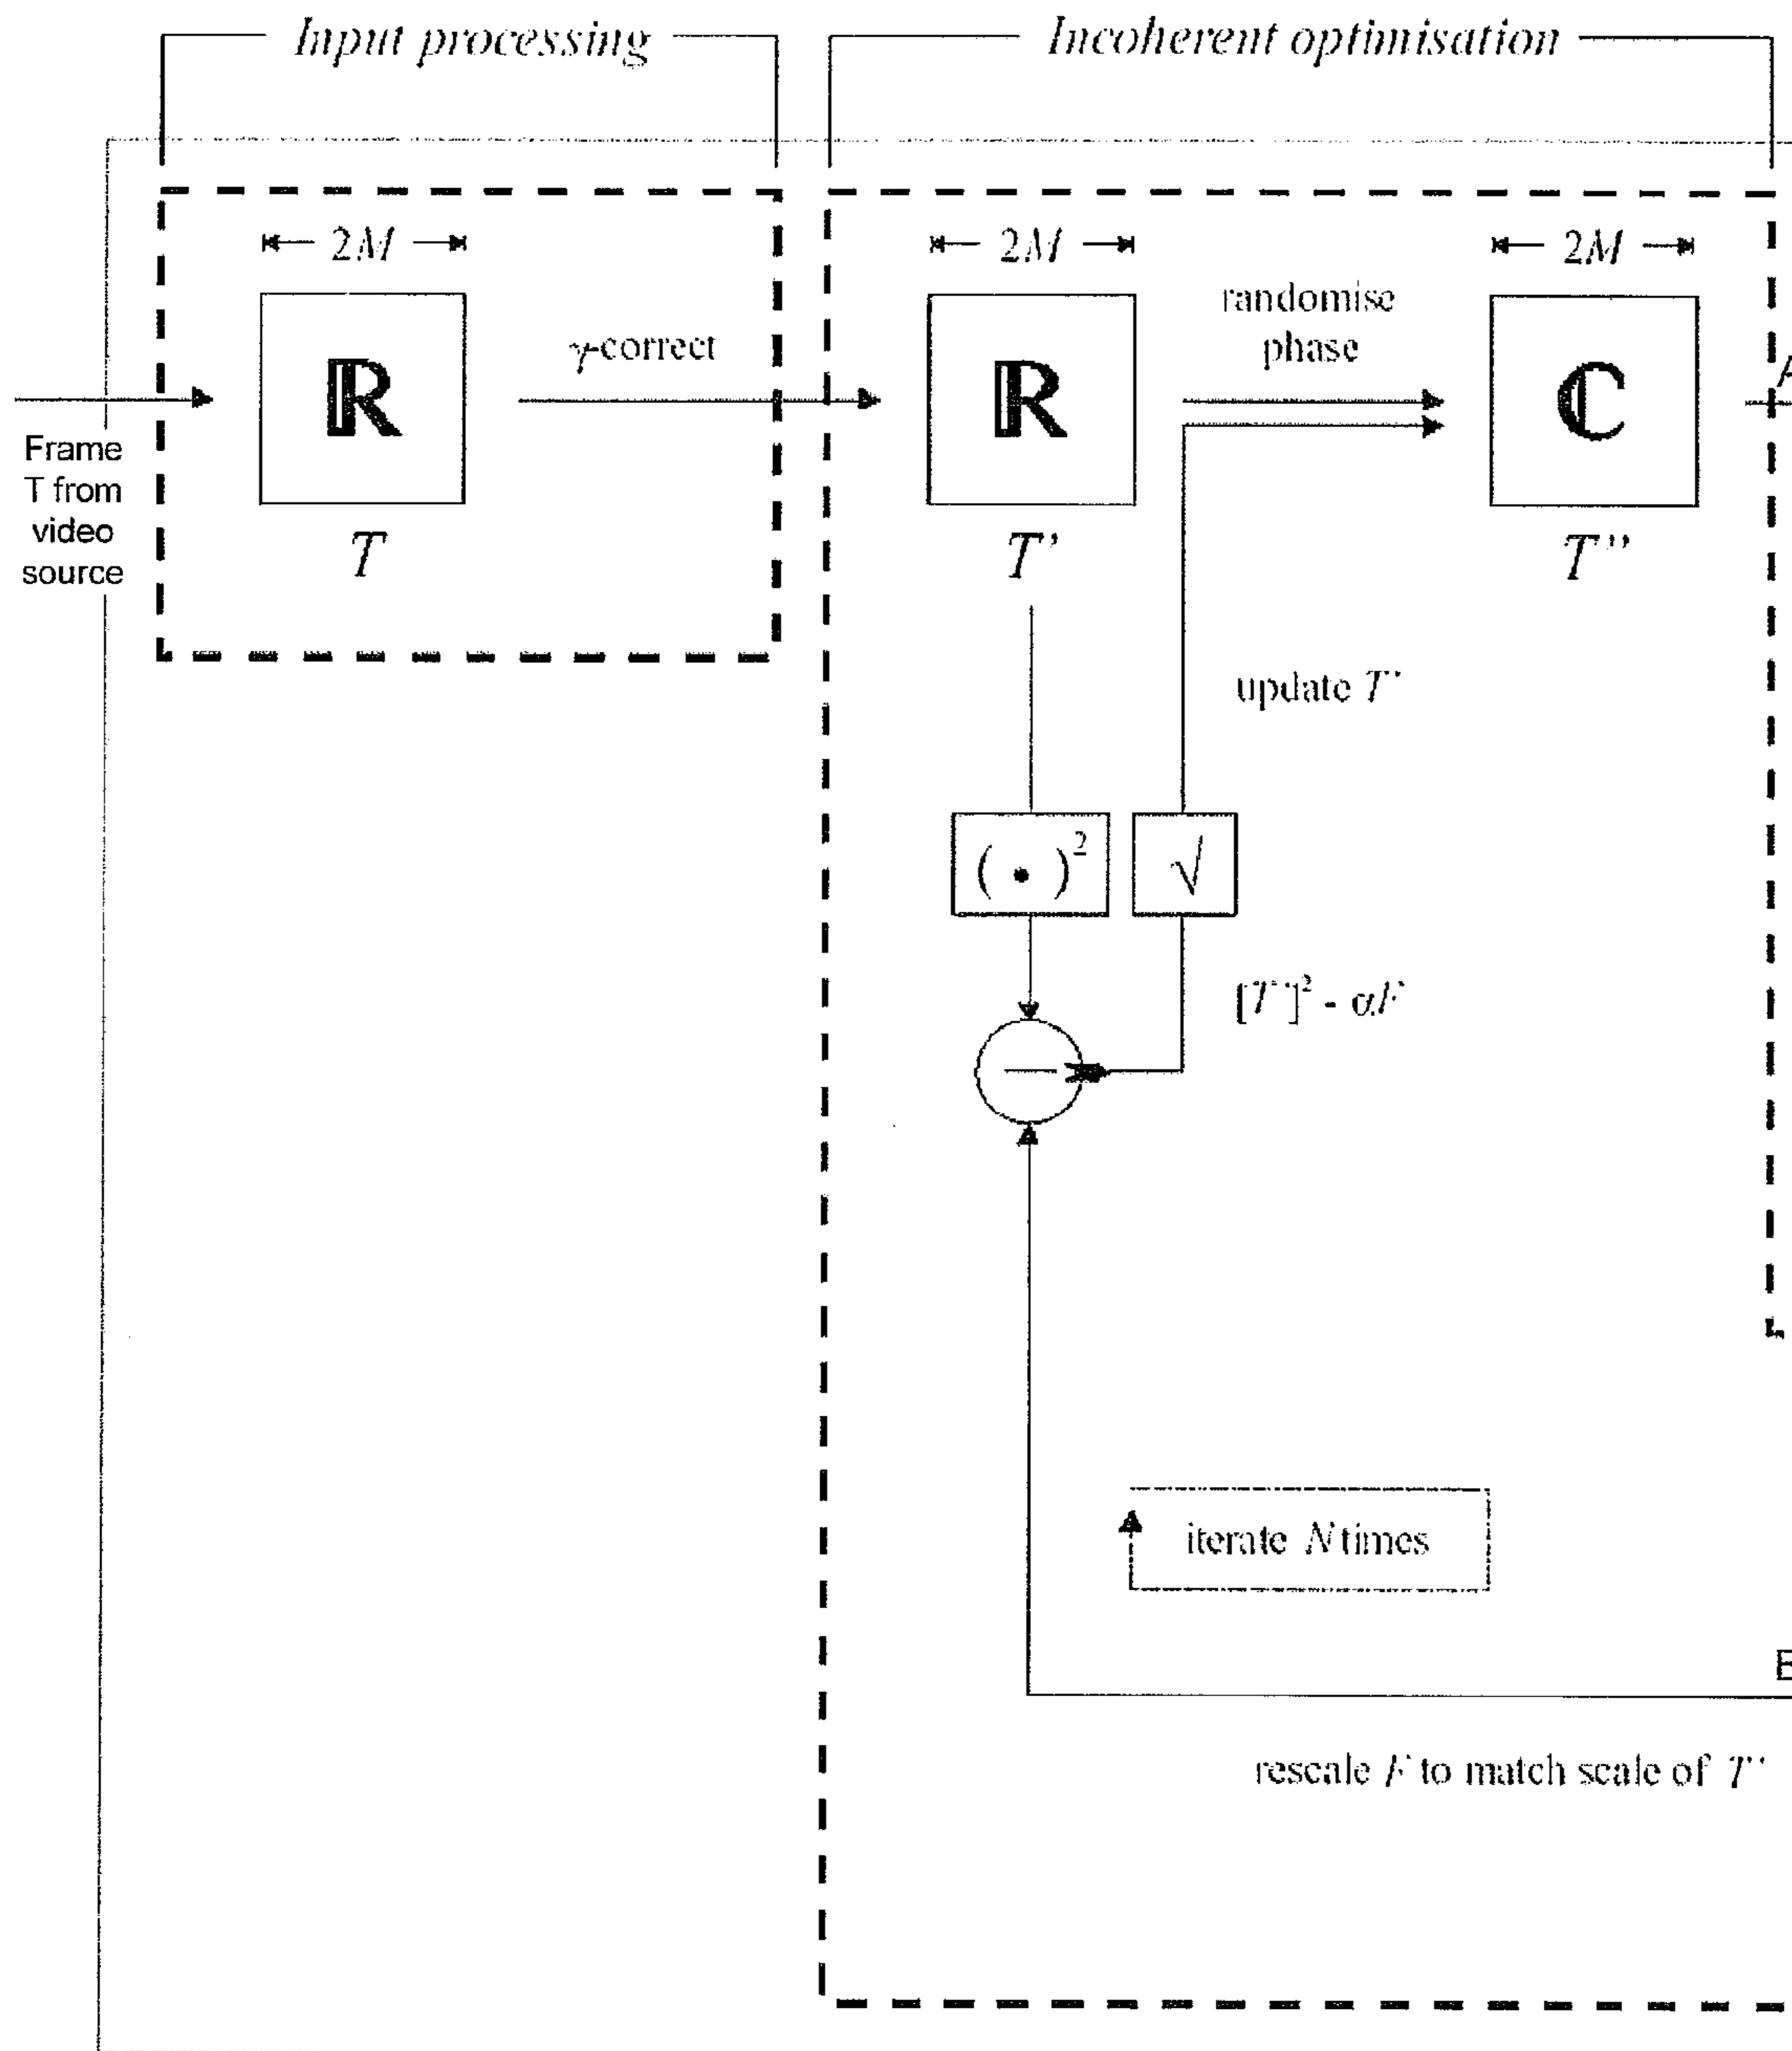 Input processing
Incoherent optimisation
2M
2M
2M
ℝ
γ-correct
ℝ
randomise
phase
ℂ
A
Frame
T from
video
source
T
T'
T''
update T'
( • )²
√
[T']² - αF
—
iterate N times
B
rescale F to match scale of T'